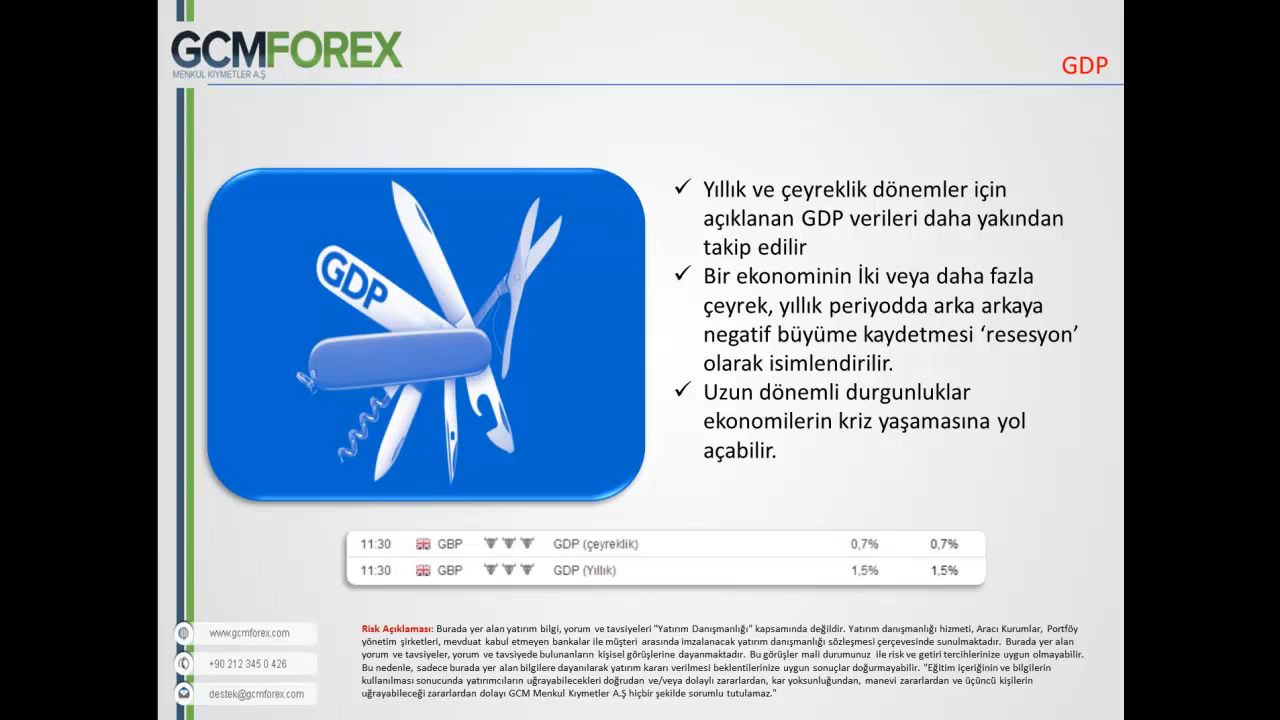 GCMFOREX
MENKUL KIYMETLER A.Ş
GDP
GDP
✓ Yıllık ve çeyreklik dönemler için
açıklanan GDP verileri daha yakından
takip edilir
✓ Bir ekonominin İki veya daha fazla
çeyrek, yıllık periyodda arka arkaya
negatif büyüme kaydetmesi ‘resesyon’
olarak isimlendirilir.
✓ Uzun dönemli durgunluklar
ekonomilerin kriz yaşamasına yol
açabilir.
11:30 GBP GDP (çeyreklik) 0,7% 0,7%
11:30 GBP GDP (Yıllık) 1,5% 1,5%
www.gcmforex.com
+90 212 345 0 426
destek@gcmforex.com
Risk Açıklaması: Burada yer alan yatırım bilgi, yorum ve tavsiyeleri "Yatırım Danışmanlığı" kapsamında değildir. Yatırım danışmanlığı hizmeti, Aracı Kurumlar, Portföy
yönetim şirketleri, mevduat kabul etmeyen bankalar ile müşteri arasında imzalanacak yatırım danışmanlığı sözleşmesi çerçevesinde sunulmaktadır. Burada yer alan
yorum ve tavsiyeler, yorum ve tavsiyede bulunanların kişisel görüşlerine dayanmaktadır. Bu görüşler mali durumunuz ile risk ve getiri tercihlerinize uygun olmayabilir.
Bu nedenle, sadece burada yer alan bilgilere dayanılarak yatırım kararı verilmesi beklentilerinize uygun sonuçlar doğurmayabilir. "Eğitim içeriğinin ve bilgilerin
kullanılması sonucunda yatırımcıların uğrayabilecekleri doğrudan ve/veya dolaylı zararlardan, kar yoksunluğundan, manevi zararlardan ve üçüncü kişilerin
uğrayabileceği zararlardan dolayı GCM Menkul Kıymetler A.Ş hiçbir şekilde sorumlu tutulamaz."